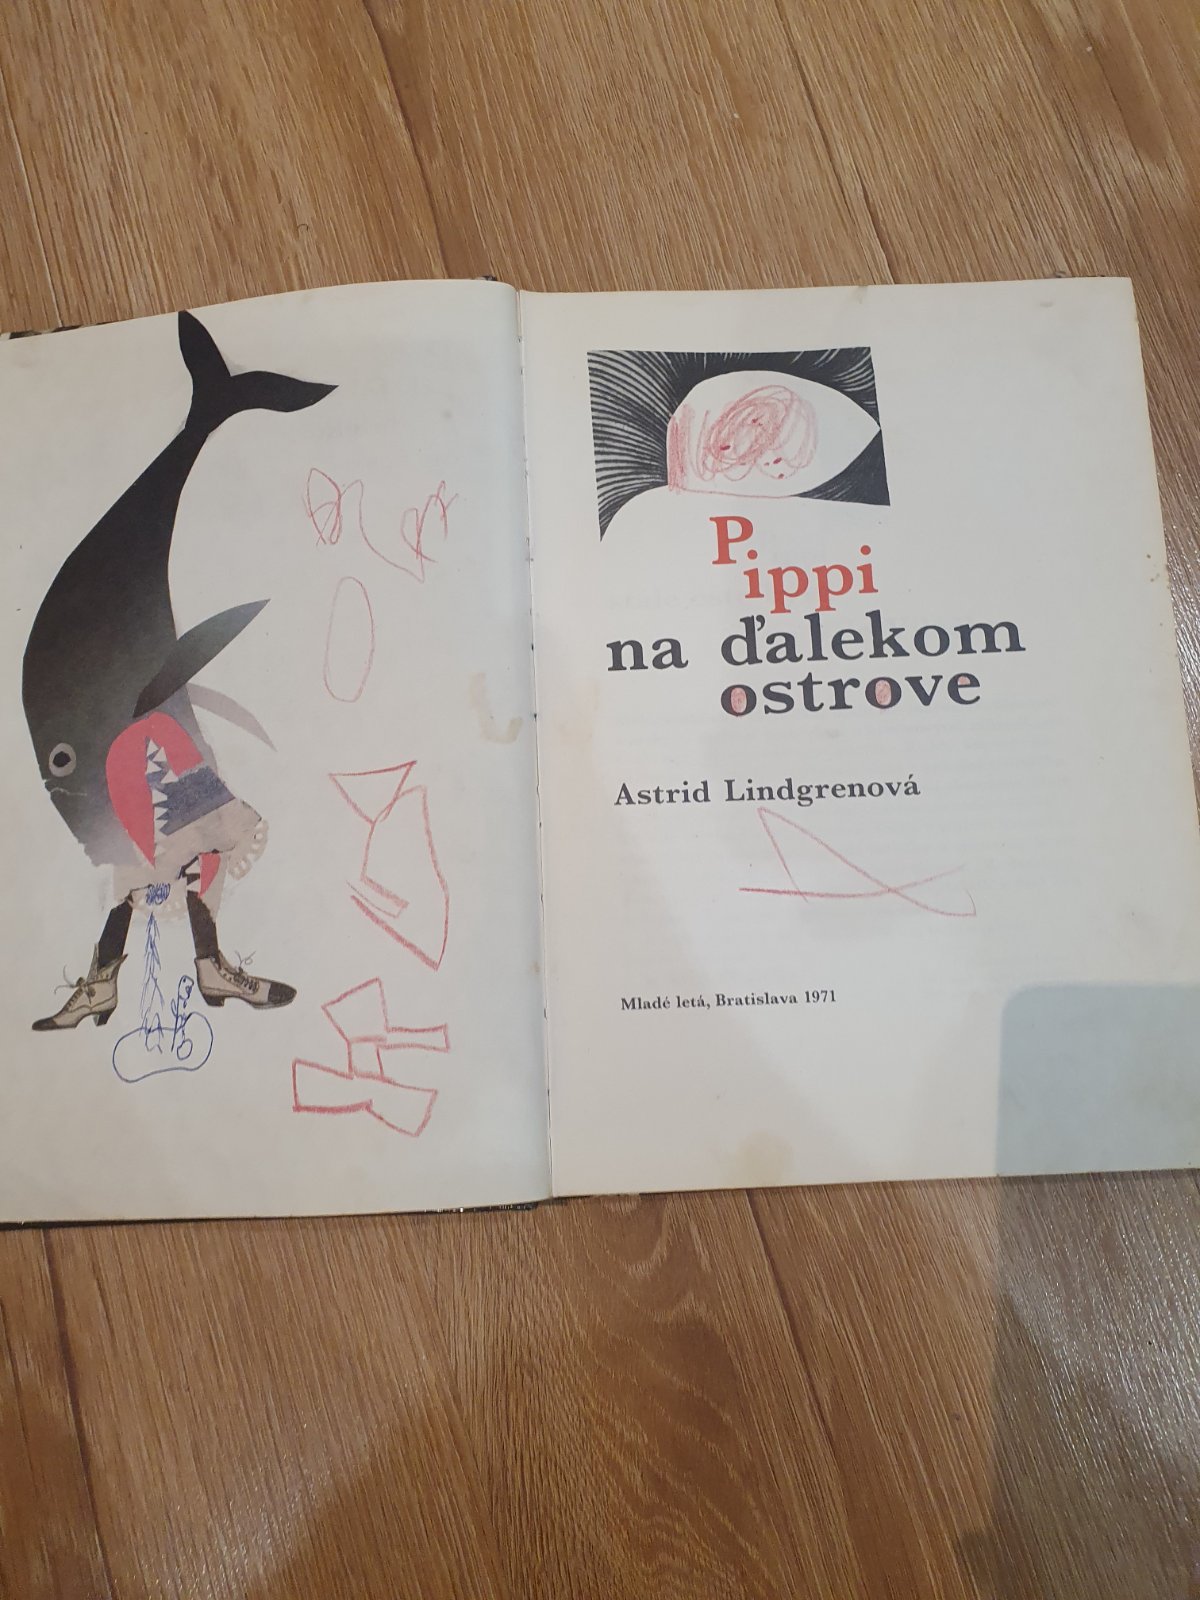 Pippi
na ďalekom
ostrove
Astrid Lindgrenová
Mladé letá, Bratislava 1971